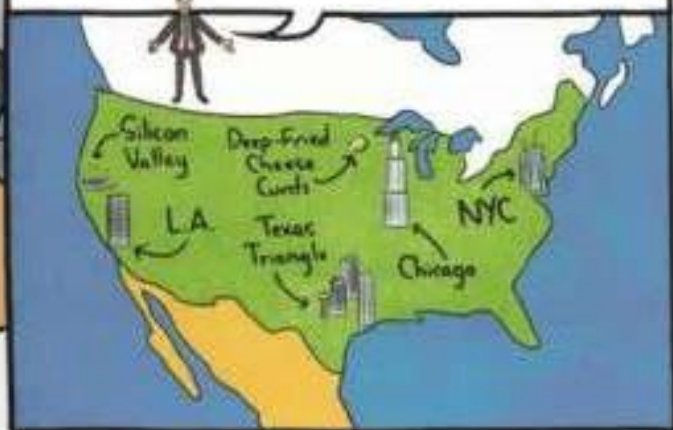 Silicon
Valley
Deep-Fried
Cheese
Curds
L.A.
Texas
Triangle
Chicago
NYC